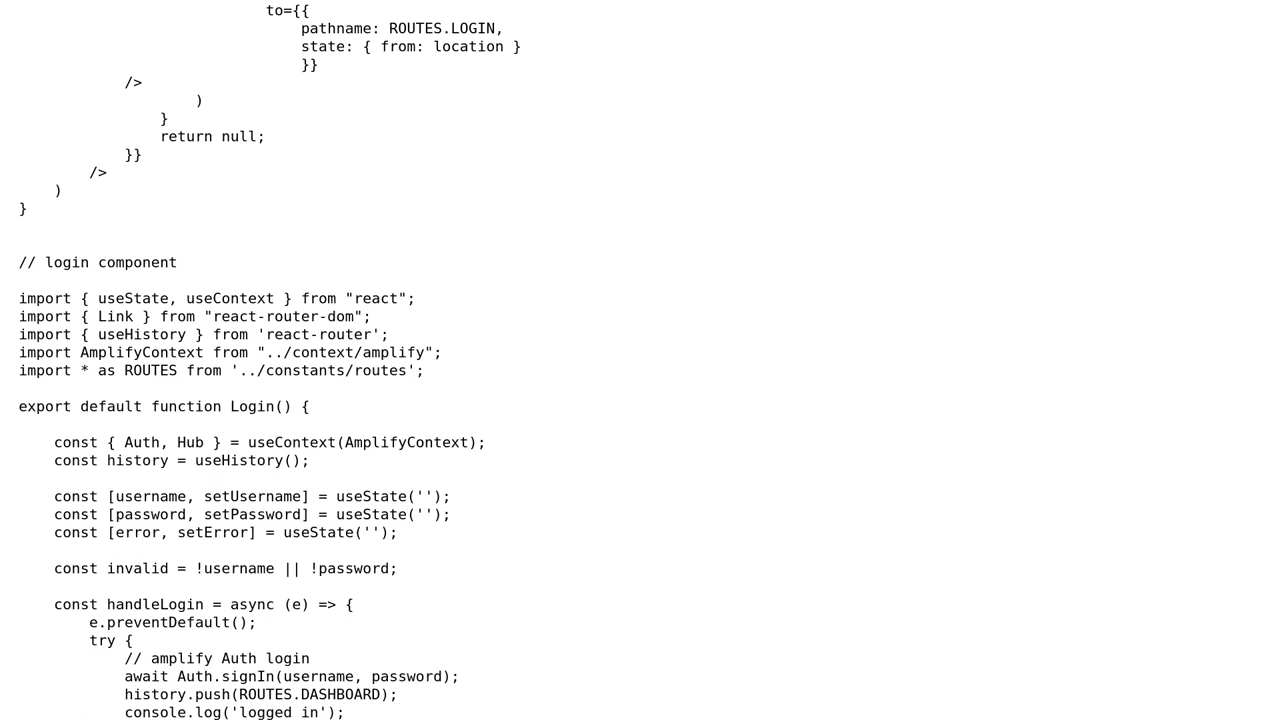 to={{
pathname: ROUTES.LOGIN,
state: { from: location }
}}
/>
)
}
return null;
}}
/>
)
}
// login component
import { useState, useContext } from "react";
import { Link } from "react-router-dom";
import { useHistory } from 'react-router';
import AmplifyContext from "../context/amplify";
import * as ROUTES from '../constants/routes';
export default function Login() {
const { Auth, Hub } = useContext(AmplifyContext);
const history = useHistory();
const [username, setUsername] = useState('');
const [password, setPassword] = useState('');
const [error, setError] = useState('');
const invalid = !username || !password;
const handleLogin = async (e) => {
e.preventDefault();
try {
// amplify Auth login
await Auth.signIn(username, password);
history.push(ROUTES.DASHBOARD);
console.log('logged in');